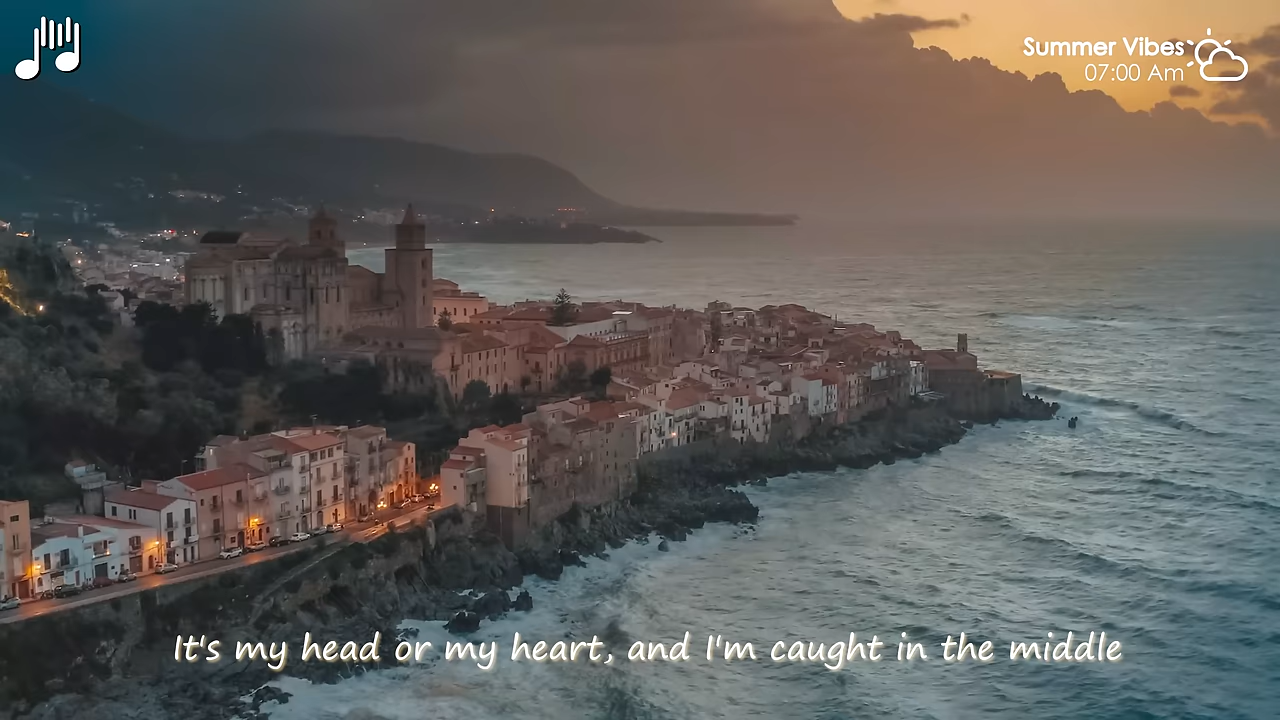 Summer Vibes
07:00 Am
It's my head or my heart, and I'm caught in the middle